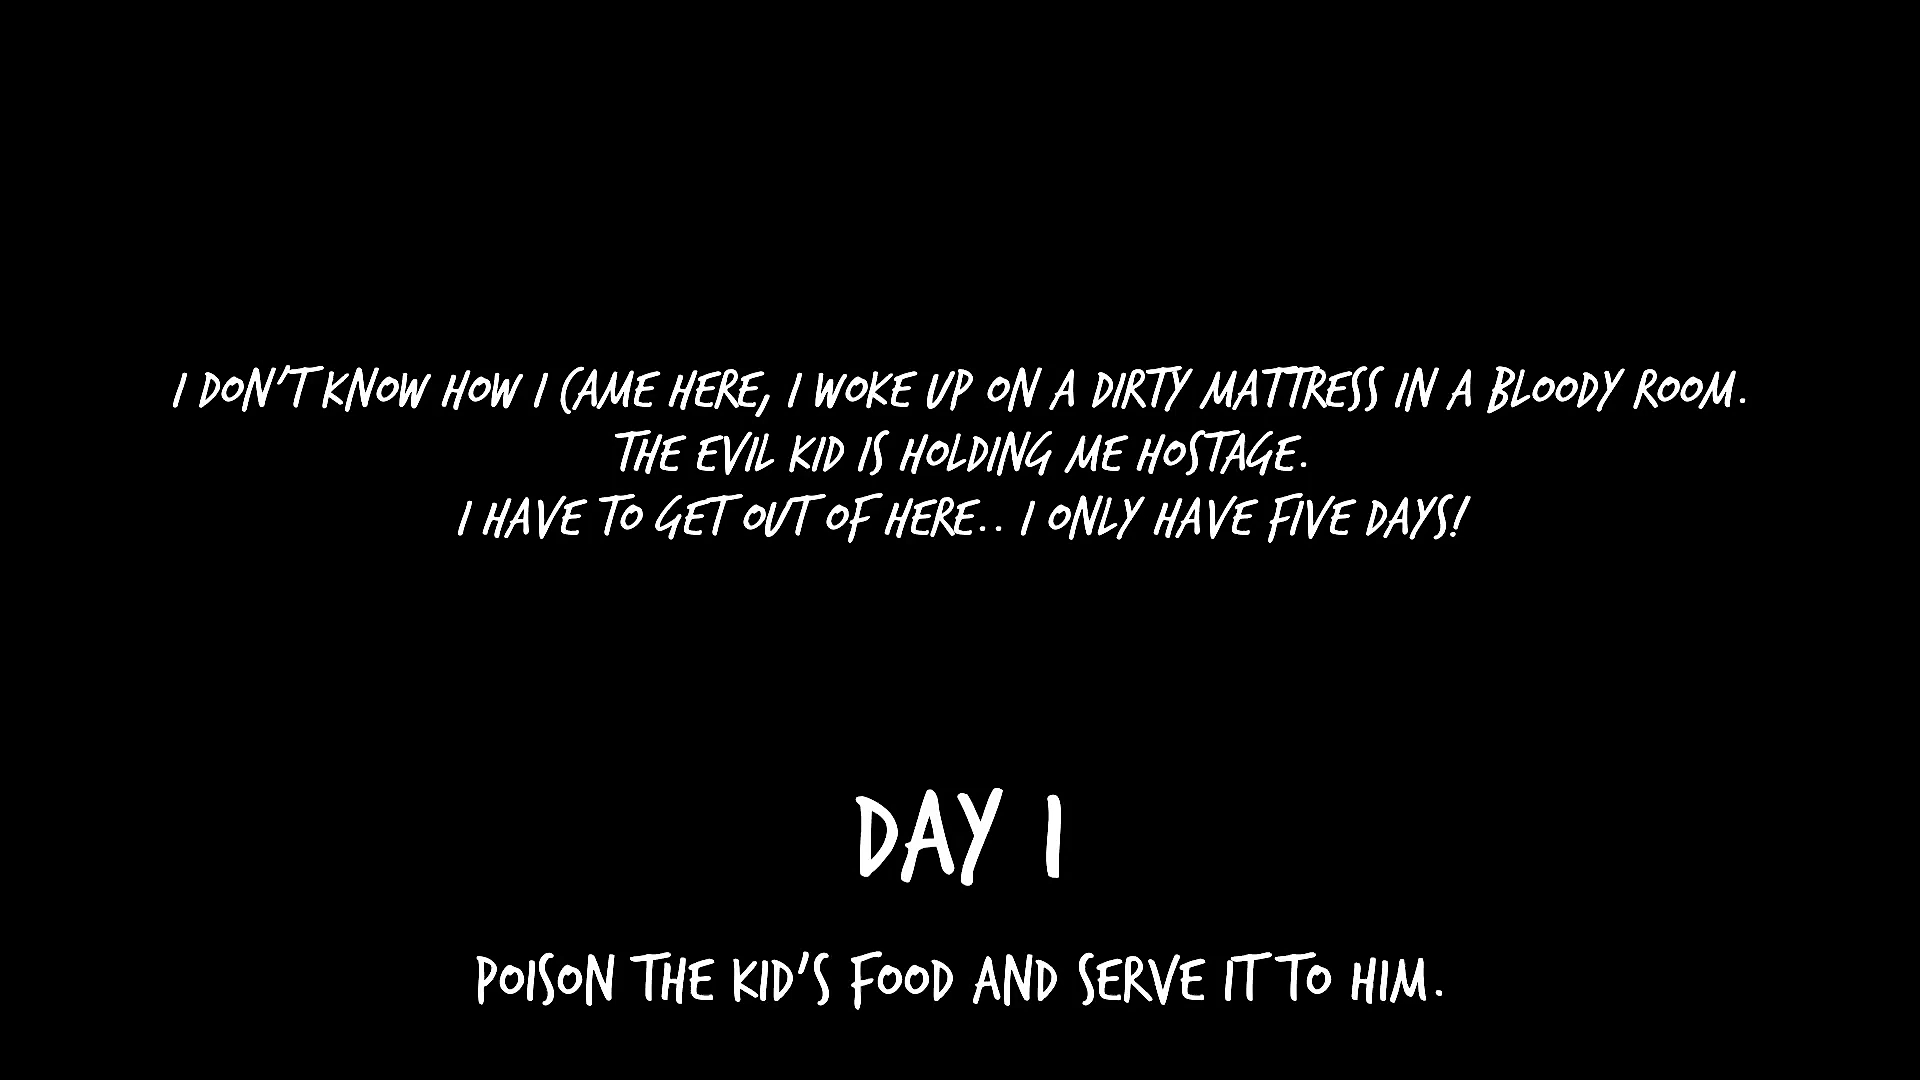 I DON'T KNOW HOW I CAME HERE, I WOKE UP ON A DIRTY MATTRESS IN A BLOODY ROOM.
THE EVIL KID IS HOLDING ME HOSTAGE.
I HAVE TO GET OUT OF HERE.. I ONLY HAVE FIVE DAYS!
DAY 1
POISON THE KID'S FOOD AND SERVE IT TO HIM.